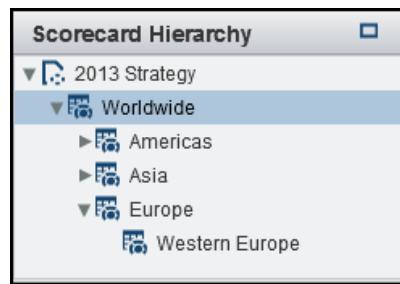 Scorecard Hierarchy
2013 Strategy
Worldwide
Americas
Asia
Europe
Western Europe